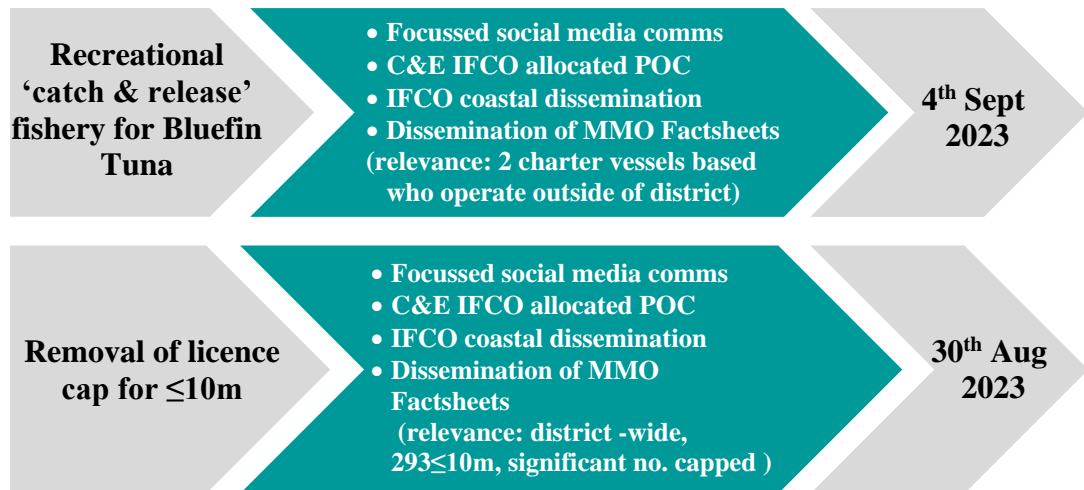 Recreational
‘catch & release’
fishery for Bluefin
Tuna
• Focussed social media comms
• C&E IFCO allocated POC
• IFCO coastal dissemination
• Dissemination of MMO Factsheets
(relevance: 2 charter vessels based
who operate outside of district)
4th Sept
2023
Removal of licence
cap for ≤10m
• Focussed social media comms
• C&E IFCO allocated POC
• IFCO coastal dissemination
• Dissemination of MMO
Factsheets
(relevance: district -wide,
293≤10m, significant no. capped )
30th Aug
2023